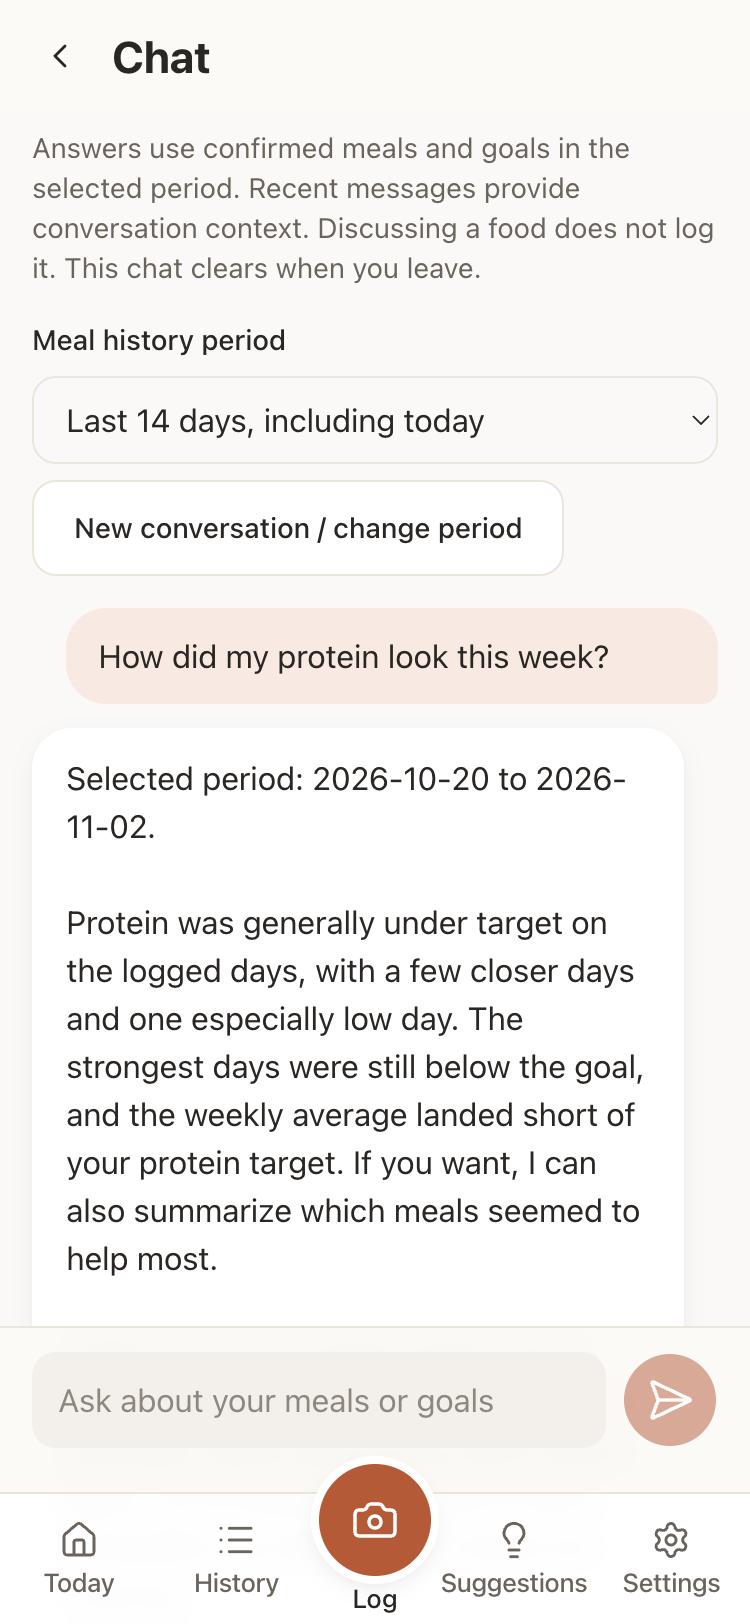 Chat
Answers use confirmed meals and goals in the
selected period. Recent messages provide
conversation context. Discussing a food does not log
it. This chat clears when you leave.
Meal history period
Last 14 days, including today
New conversation / change period
How did my protein look this week?
Selected period: 2026-10-20 to 2026-
11-02.
Protein was generally under target on
the logged days, with a few closer days
and one especially low day. The
strongest days were still below the goal,
and the weekly average landed short of
your protein target. If you want, I can
also summarize which meals seemed to
help most.
Ask about your meals or goals
Today
History
Log
Suggestions
Settings